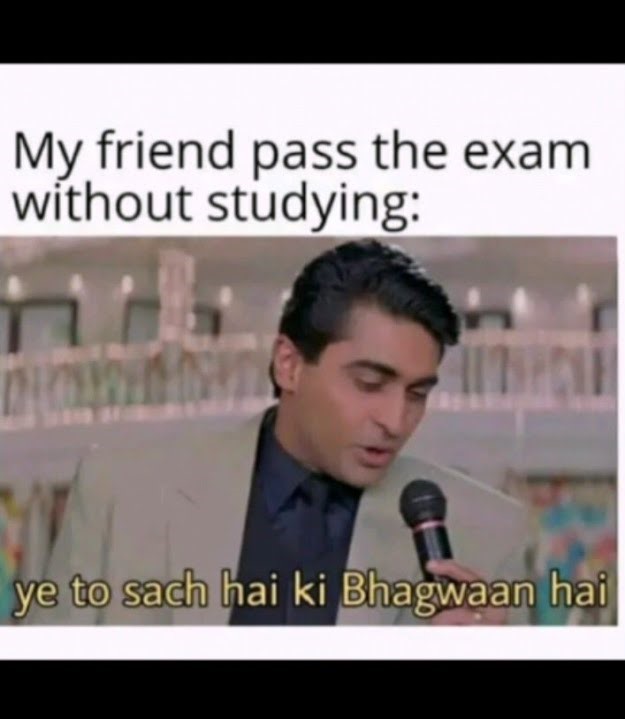 My friend pass the exam
without studying:
ye to sach hai ki Bhagwaan hai